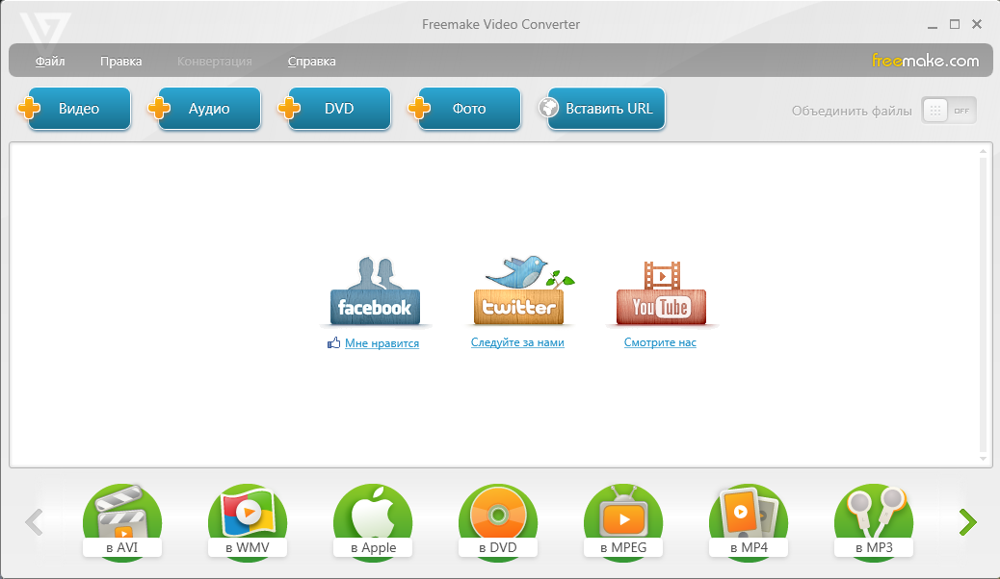 Freemake Video Converter
Файл Правка Конвертация Справка freemake.com
Видео Аудио DVD Фото Вставить URL Объединить файлы OFF
facebook twitter YouTube
Мне нравится Следуйте за нами Смотрите нас
в AVI в WMV в Apple в DVD в MPEG в MP4 в MP3